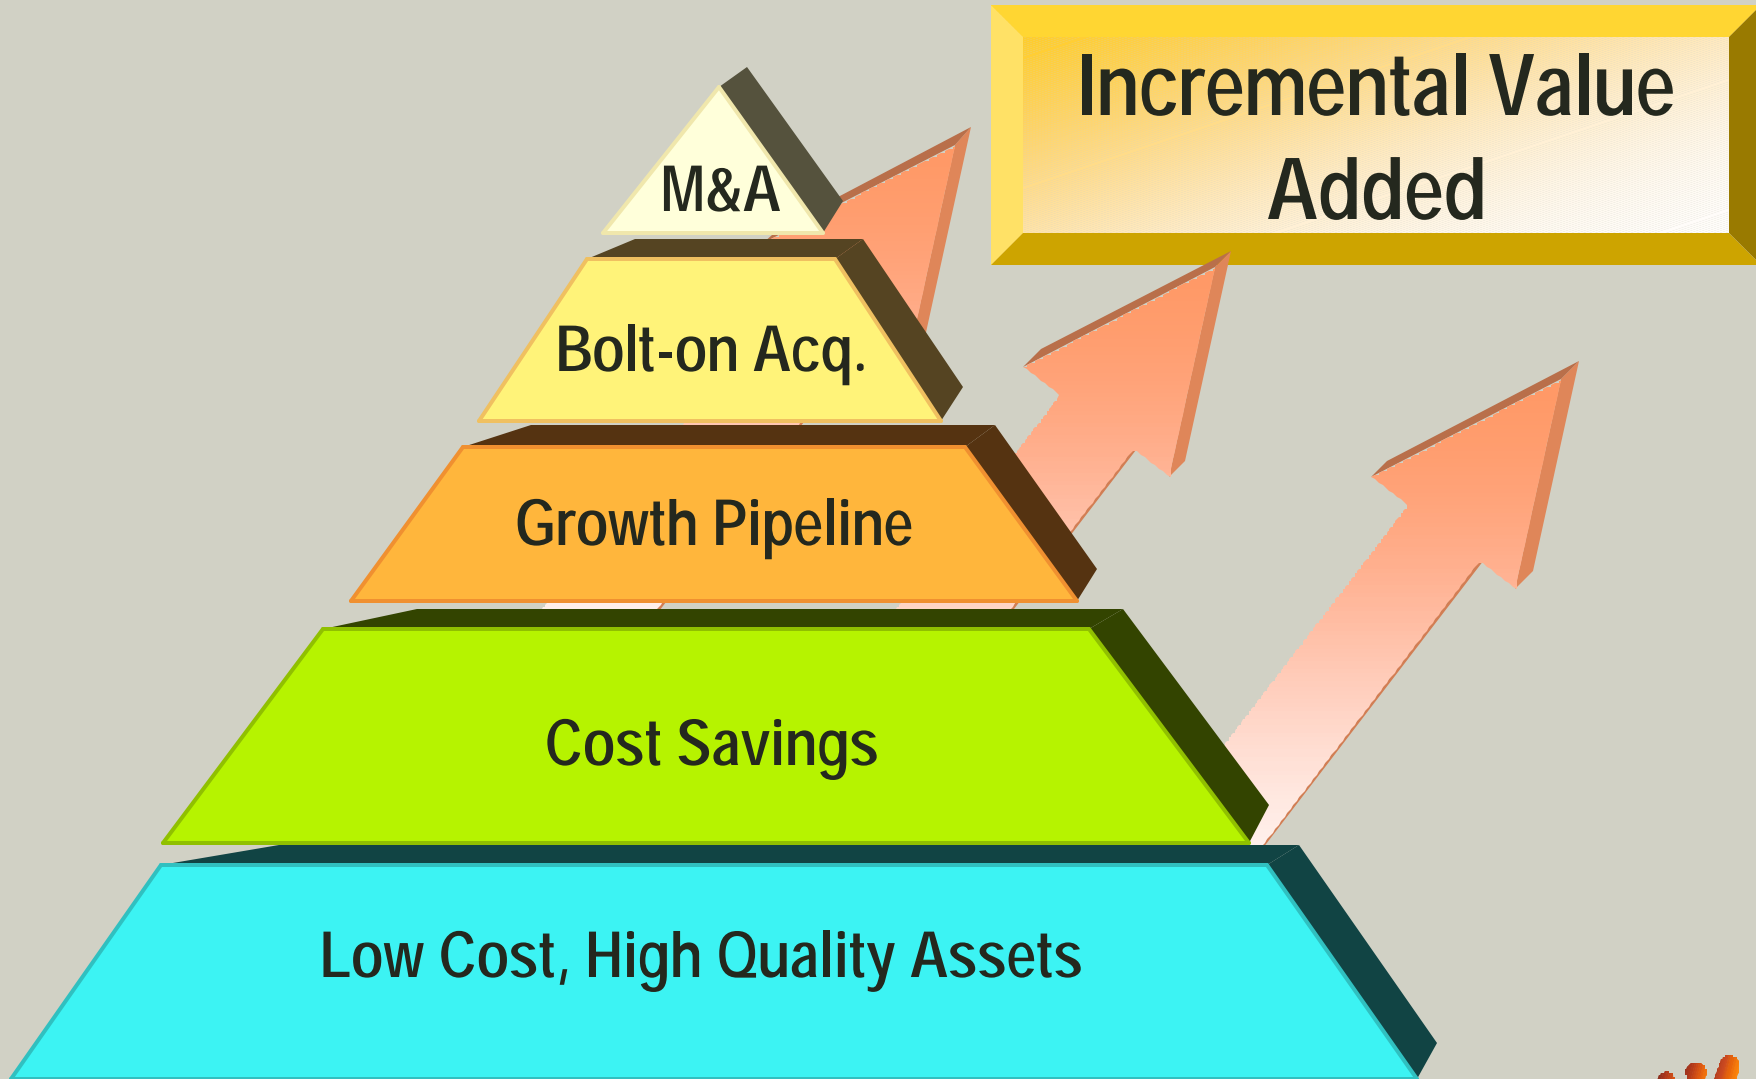 Incremental Value
Added
M&A
Bolt-on Acq.
Growth Pipeline
Cost Savings
Low Cost, High Quality Assets